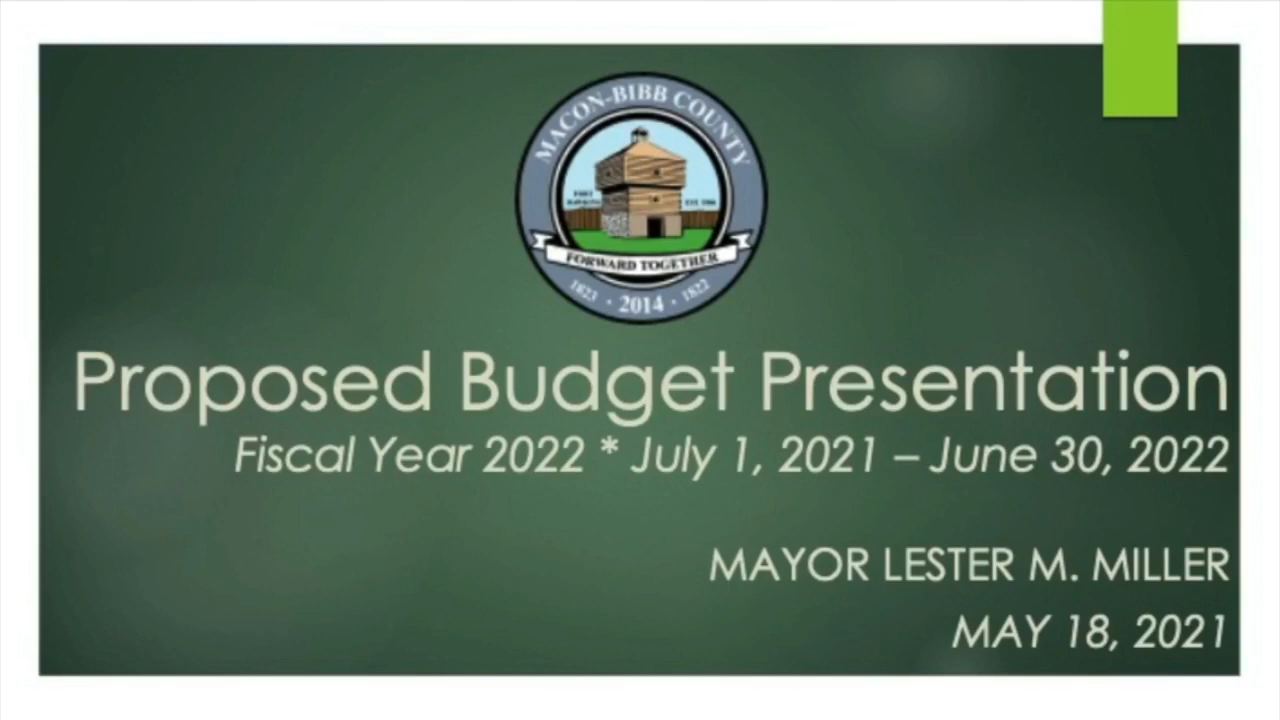 MACON-BIBB COUNTY
FORWARD TOGETHER
1823 · 2014 · 1822
Proposed Budget Presentation
Fiscal Year 2022 * July 1, 2021 – June 30, 2022
MAYOR LESTER M. MILLER
MAY 18, 2021